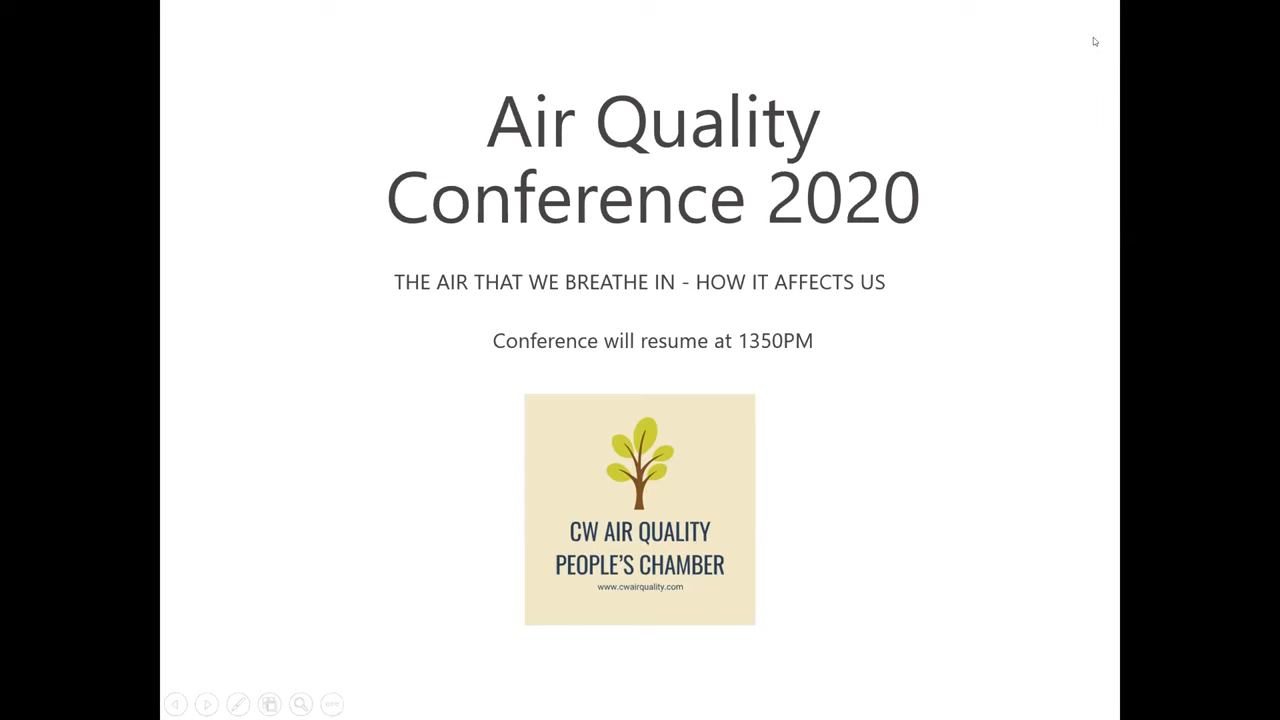 Air Quality
Conference 2020
THE AIR THAT WE BREATHE IN - HOW IT AFFECTS US
Conference will resume at 1350PM
CW AIR QUALITY
PEOPLE'S CHAMBER
www.cwairquality.com